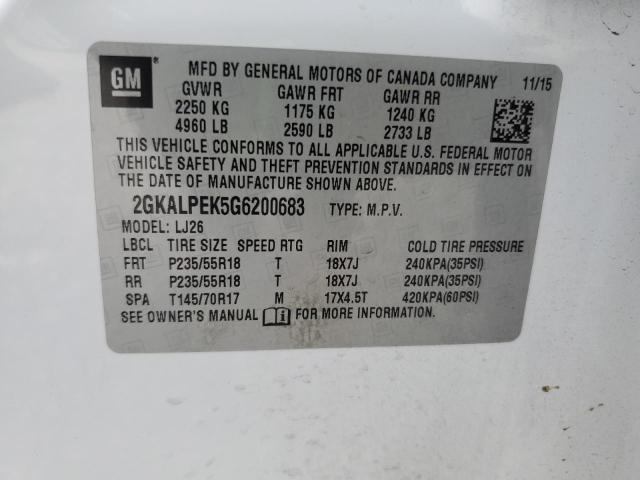 GM
MFD BY GENERAL MOTORS OF CANADA COMPANY 11/15
GVWR GAWR FRT GAWR RR
2250 KG 1175 KG 1240 KG
4960 LB 2590 LB 2733 LB
THIS VEHICLE CONFORMS TO ALL APPLICABLE U.S. FEDERAL MOTOR
VEHICLE SAFETY AND THEFT PREVENTION STANDARDS IN EFFECT ON
THE DATE OF MANUFACTURE SHOWN ABOVE.
2GKALPEK5G6200683 TYPE: M.P.V.
MODEL: LJ26
LBCL TIRE SIZE SPEED RTG RIM COLD TIRE PRESSURE
FRT P235/55R18 T 18X7J 240KPA(35PSI)
RR P235/55R18 T 18X7J 240KPA(35PSI)
SPA T145/70R17 M 17X4.5T 420KPA(60PSI)
SEE OWNER'S MANUAL FOR MORE INFORMATION.